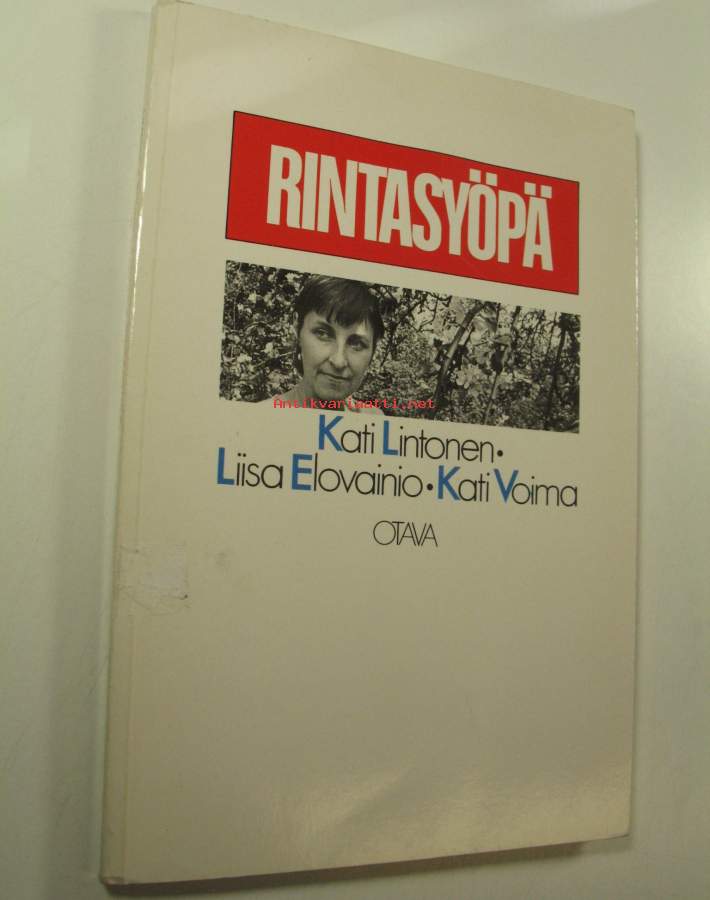 RINTASYÖPÄ
Antikvariaatti.net
Kati Lintonen •
Liisa Elovainio • Kati Voima
OTAVA